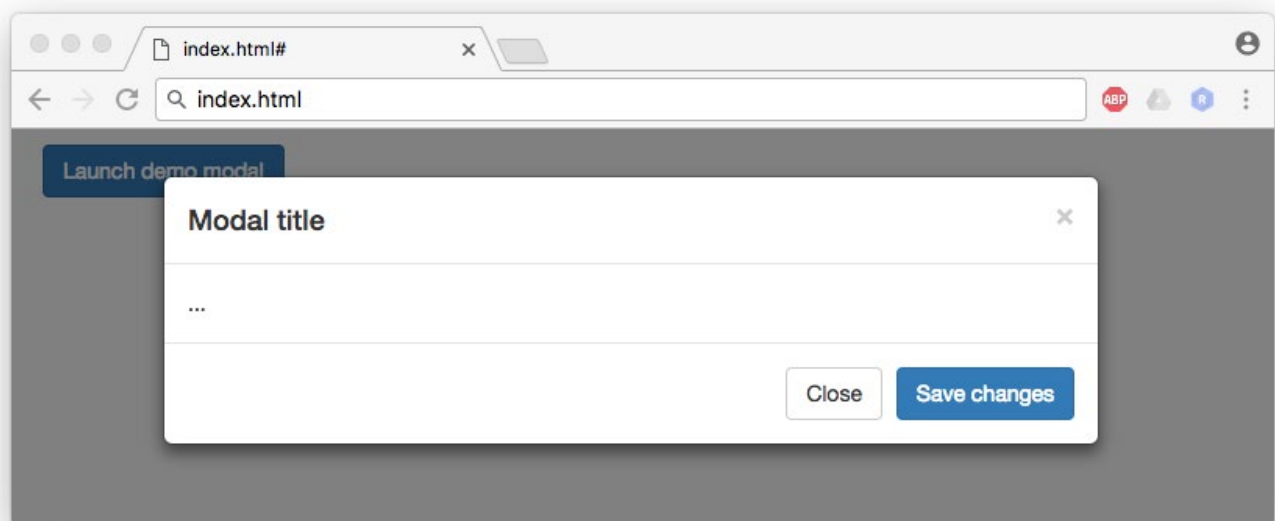 index.html#
index.html
ABP
R
Launch demo modal
Modal title
×
...
Close
Save changes